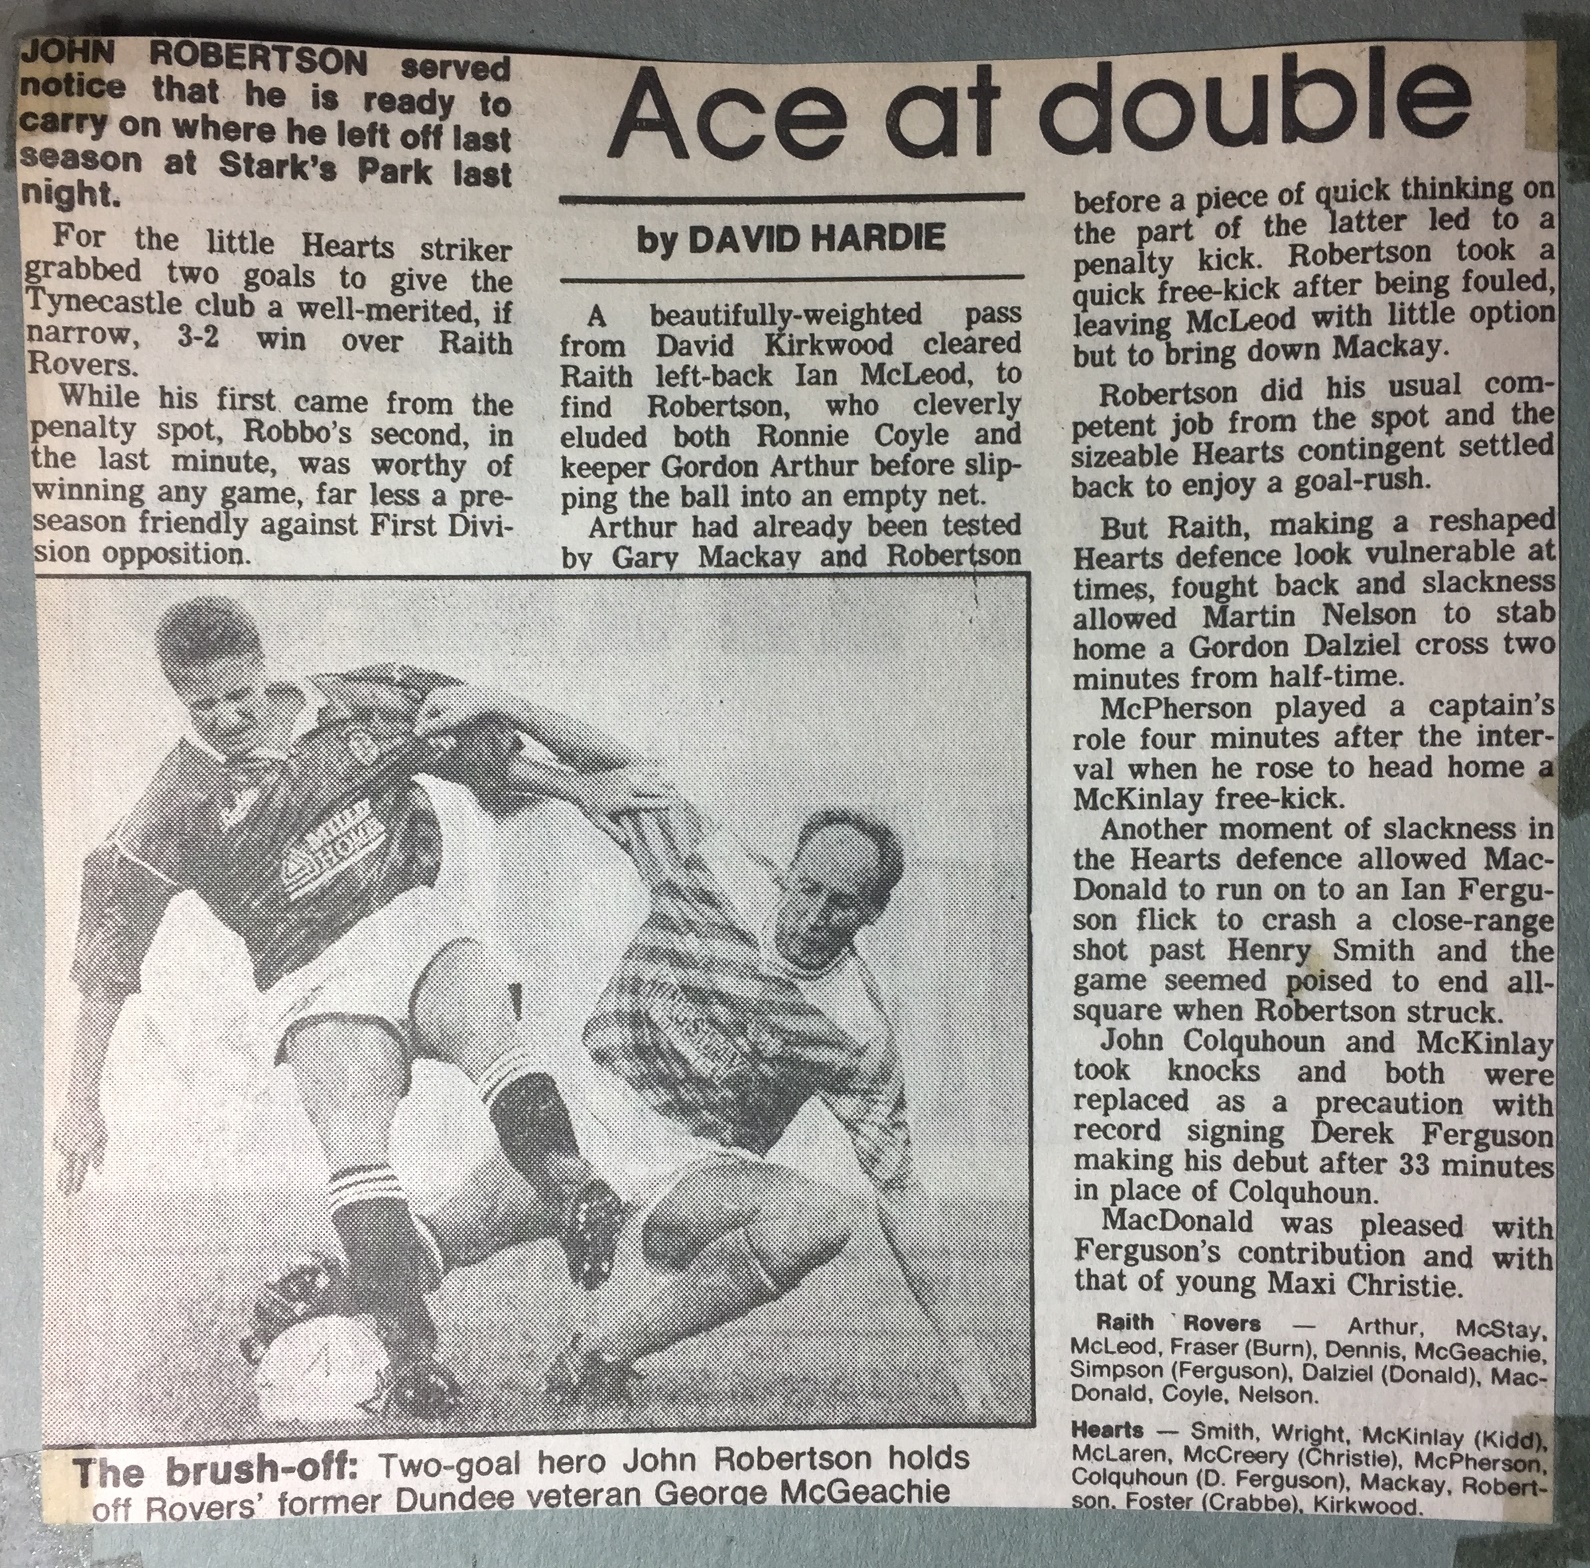 Ace at double
by DAVID HARDIE
JOHN ROBERTSON served
notice that he is ready to
carry on where he left off last
season at Stark's Park last
night.
For the little Hearts striker
grabbed two goals to give the
Tynecastle club a well-merited, if
narrow, 3-2 win over Raith
Rovers.
While his first came from the
penalty spot, Robbo's second, in
the last minute, was worthy of
winning any game, far less a pre-
season friendly against First Divi-
sion opposition.
A beautifully-weighted pass
from David Kirkwood cleared
Raith left-back Ian McLeod, to
find Robertson, who cleverly
eluded both Ronnie Coyle and
keeper Gordon Arthur before slip-
ping the ball into an empty net.
Arthur had already been tested
by Gary Mackay and Robertson
before a piece of quick thinking on
the part of the latter led to a
penalty kick. Robertson took a
quick free-kick after being fouled,
leaving McLeod with little option
but to bring down Mackay.
Robertson did his usual com-
petent job from the spot and the
sizeable Hearts contingent settled
back to enjoy a goal-rush.
But Raith, making a reshaped
Hearts defence look vulnerable at
times, fought back and slackness
allowed Martin Nelson to stab
home a Gordon Dalziel cross two
minutes from half-time.
McPherson played a captain's
role four minutes after the inter-
val when he rose to head home a
McKinlay free-kick.
Another moment of slackness in
the Hearts defence allowed Mac-
Donald to run on to an Ian Fergu-
son flick to crash a close-range
shot past Henry Smith and the
game seemed poised to end all-
square when Robertson struck.
John Colquhoun and McKinlay
took knocks and both were
replaced as a precaution with
record signing Derek Ferguson
making his debut after 33 minutes
in place of Colquhoun.
MacDonald was pleased with
Ferguson's contribution and with
that of young Maxi Christie.
Raith Rovers — Arthur, McStay,
McLeod, Fraser (Burn), Dennis, McGeachie,
Simpson (Ferguson), Dalziel (Donald), Mac-
Donald, Coyle, Nelson.
Hearts — Smith, Wright, McKinlay (Kidd),
McLaren, McCreery (Christie), McPherson,
Colquhoun (D. Ferguson), Mackay, Robert-
son, Foster (Crabbe), Kirkwood.
The brush-off: Two-goal hero John Robertson holds
off Rovers' former Dundee veteran George McGeachie